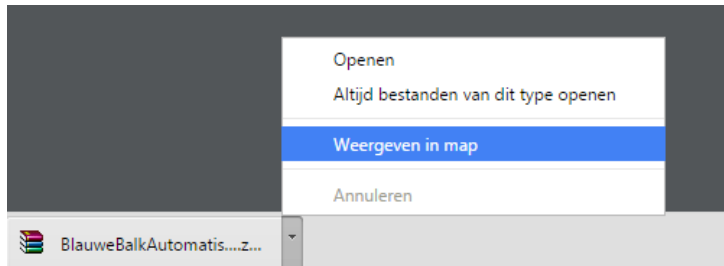 Openen
Altijd bestanden van dit type openen
Weergeven in map
Annuleren
BlauweBalkAutomatis....z...